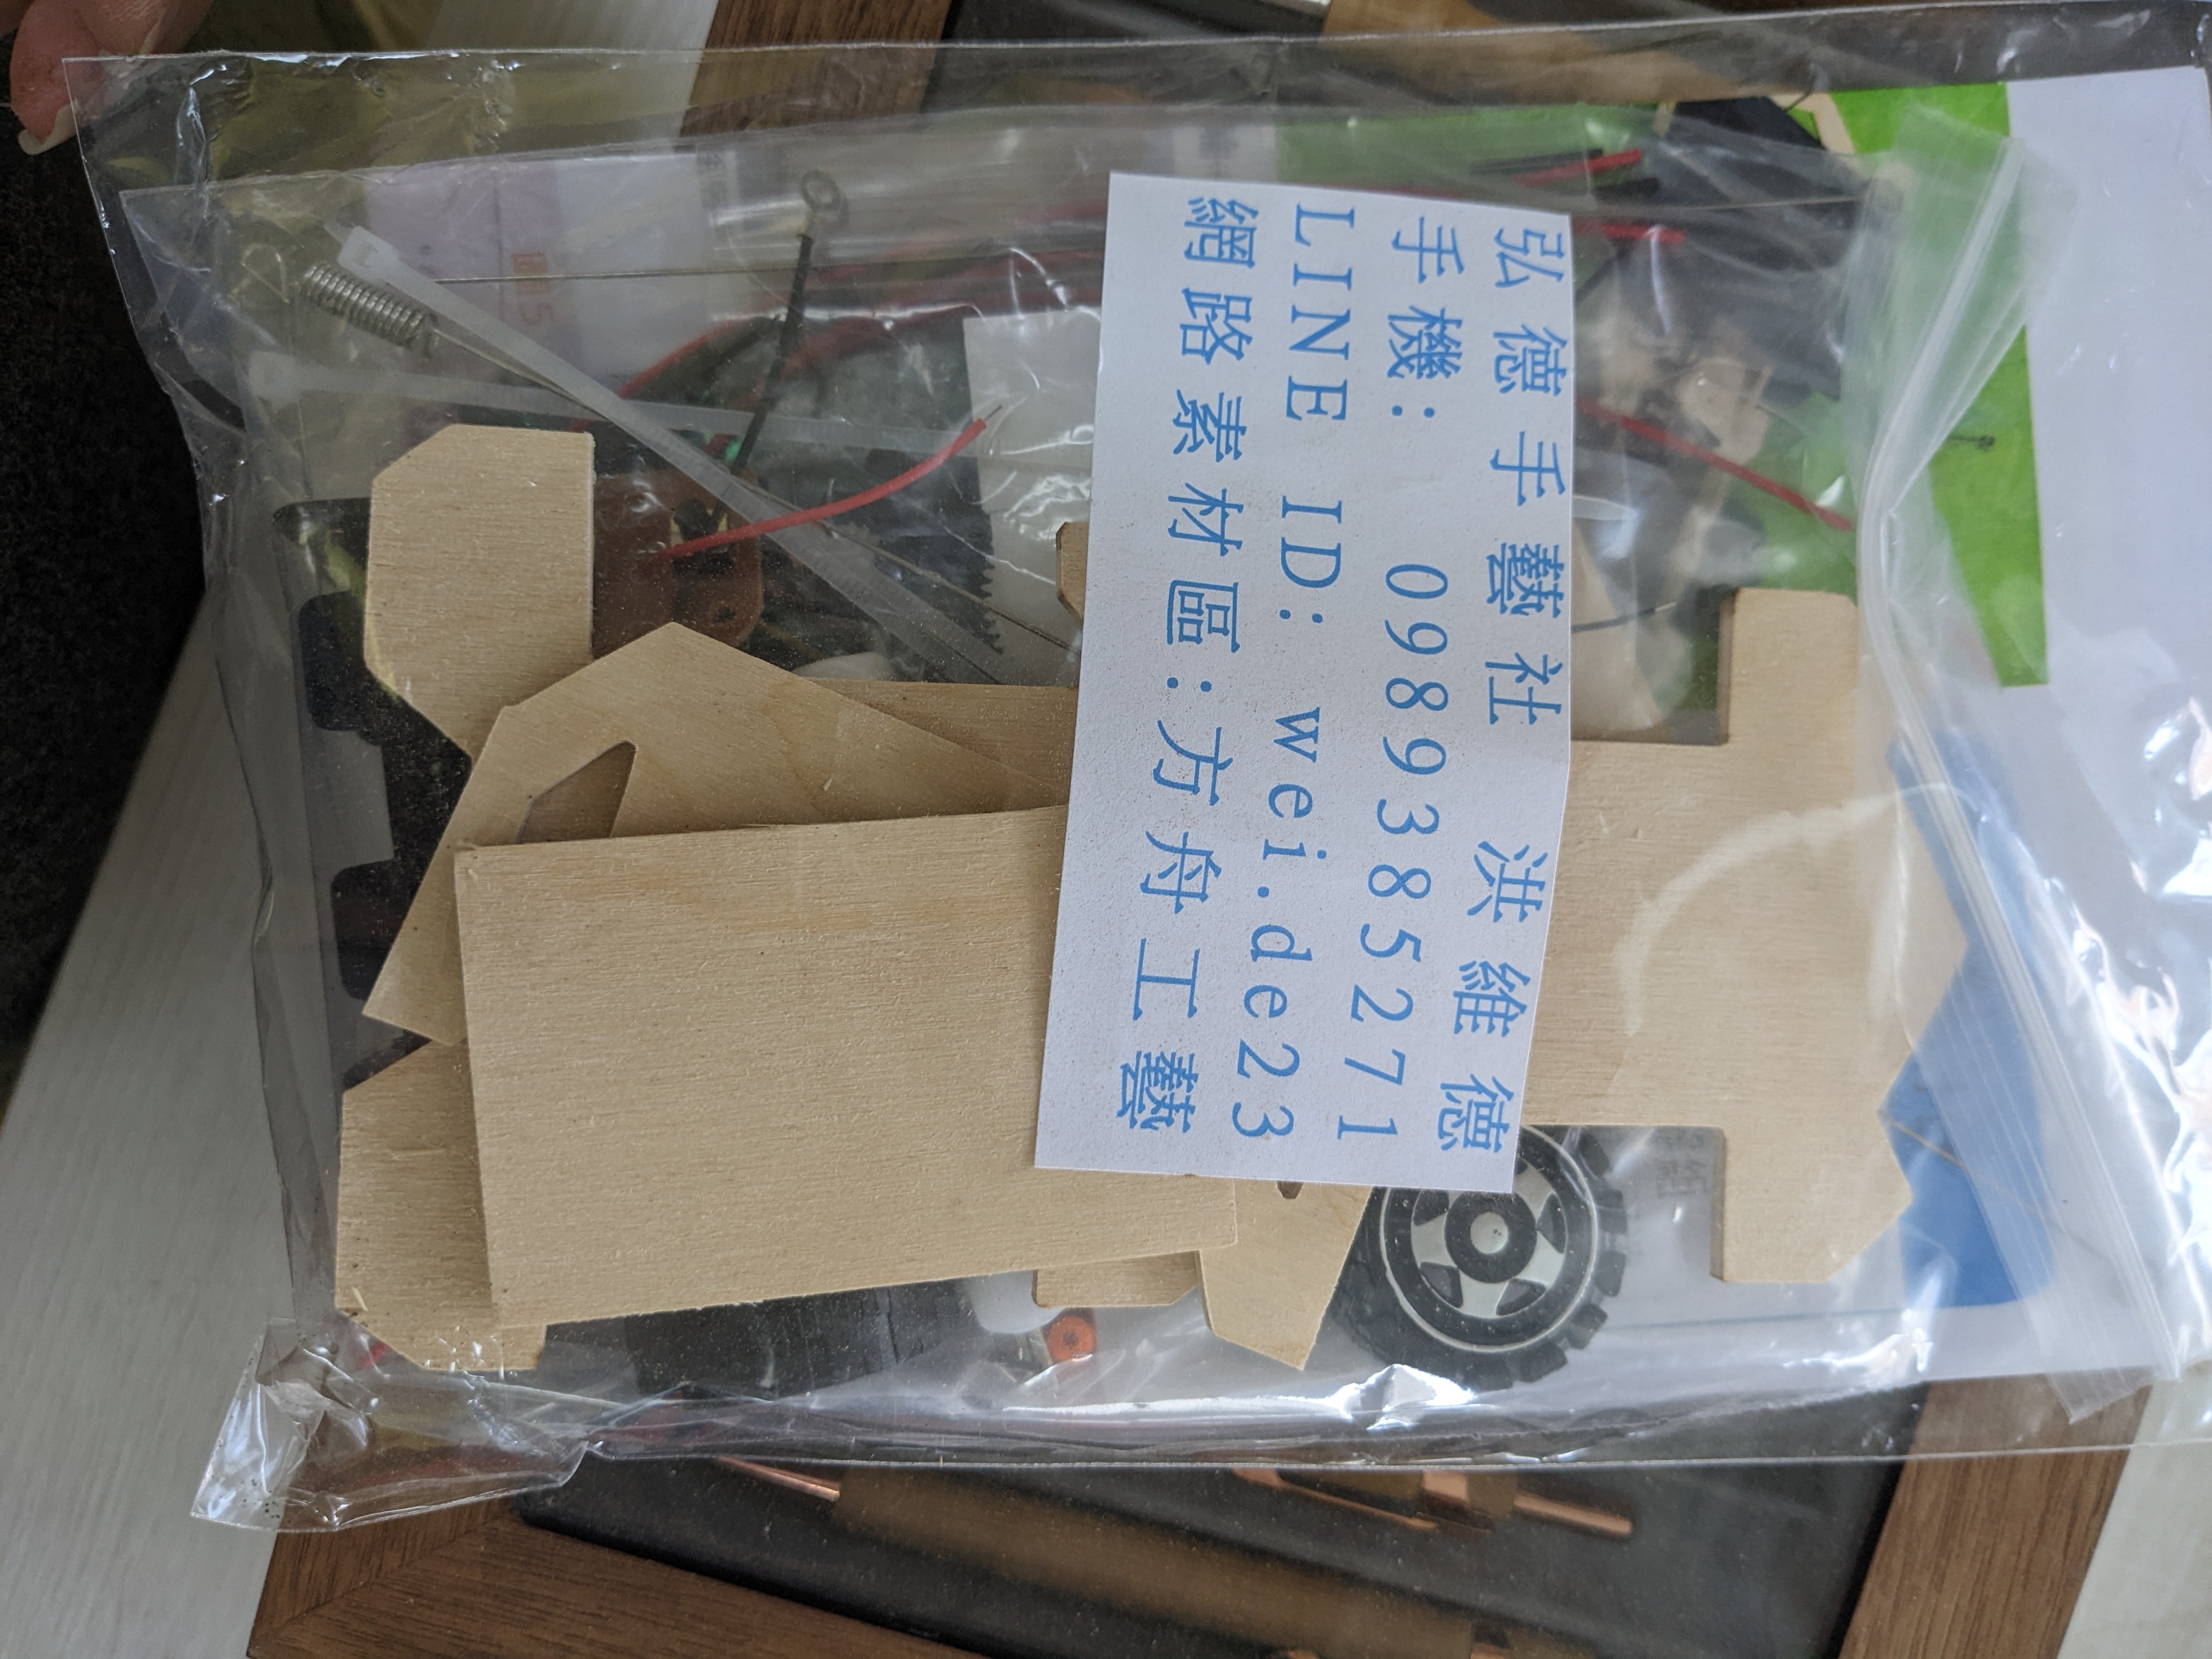 弘德手藝社 洪維德
手機： 0989385271
LINE ID: wei.de23
網路素材區：方舟工藝